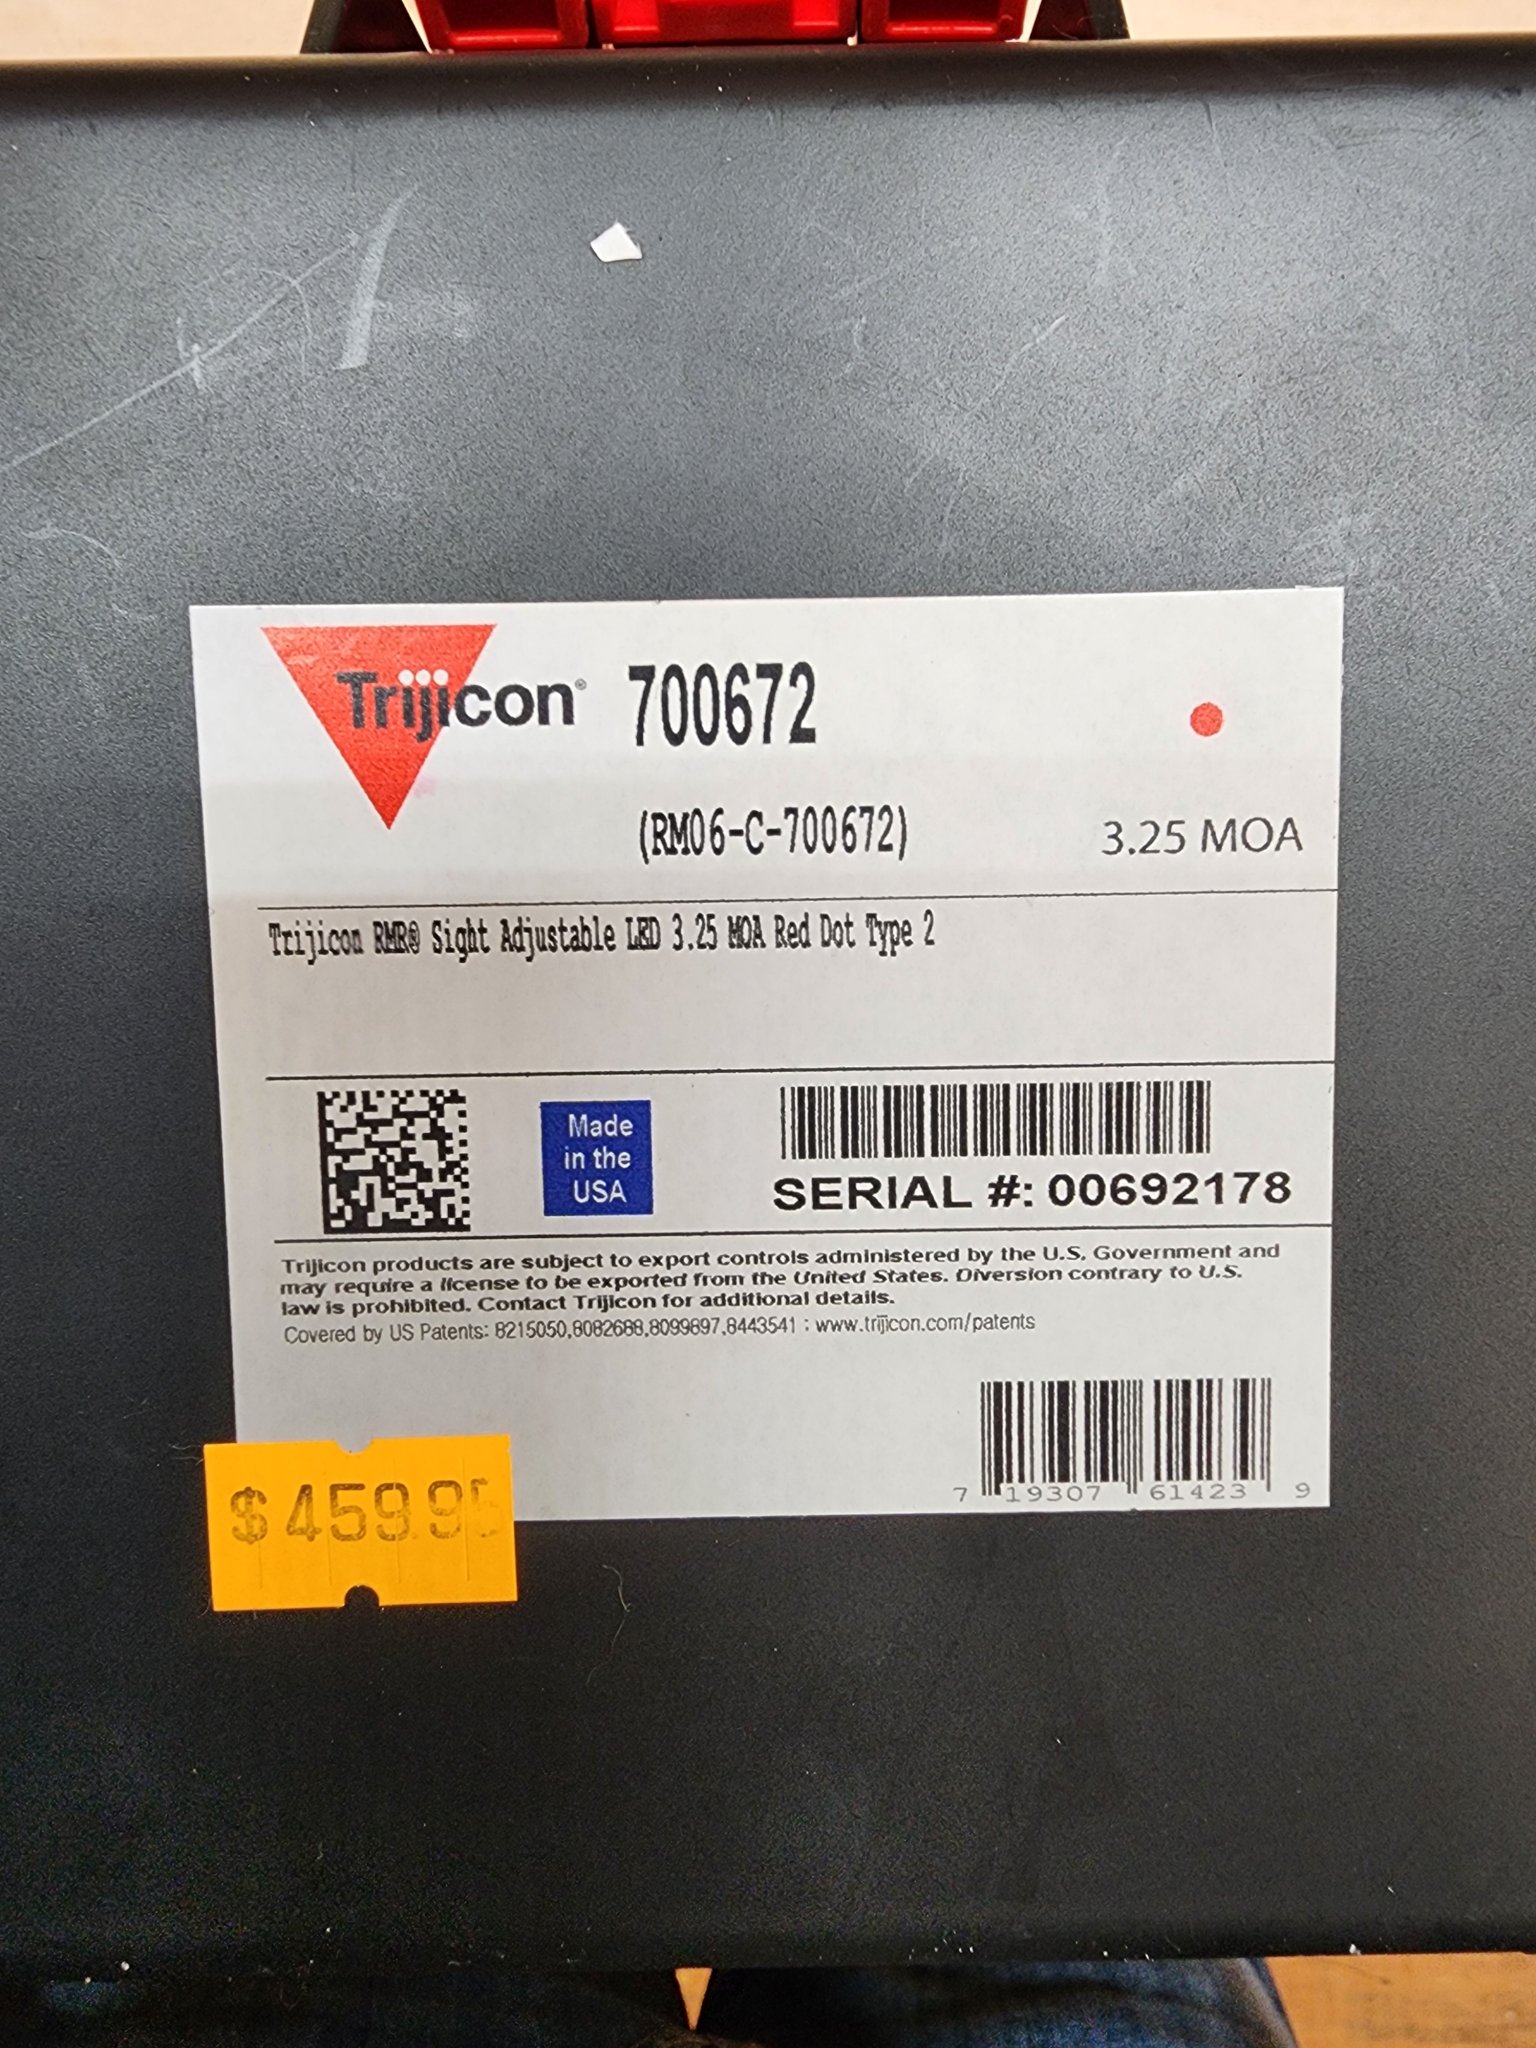 Trijicon® 700672
(RM06-C-700672) 3.25 MOA
Trijicon RMR® Sight Adjustable LED 3.25 MOA Red Dot Type 2
Made
in the
USA
SERIAL #: 00692178
Trijicon products are subject to export controls administered by the U.S. Government and
may require a license to be exported from the United States. Diversion contrary to U.S.
law is prohibited. Contact Trijicon for additional details.
Covered by US Patents: 8215050,8082688,8099897,8443541 : www.trijicon.com/patents
7 19307 61423 9
$459.95